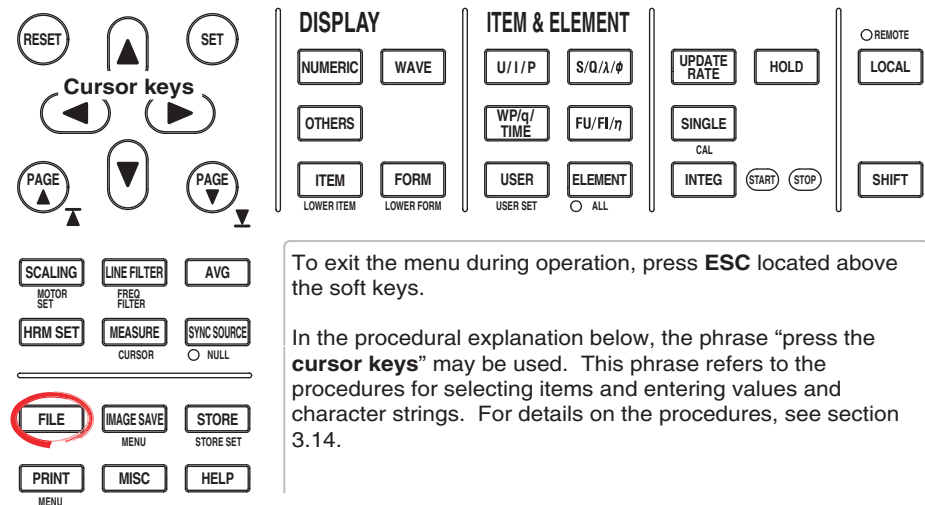 RESET
SET
Cursor keys
PAGE
PAGE
DISPLAY
NUMERIC
WAVE
OTHERS
ITEM
FORM
LOWER ITEM
LOWER FORM
ITEM & ELEMENT
U/I/P
S/Q/λ/ϕ
WP/q/
TIME
FU/FI/η
USER
ELEMENT
USER SET
ALL
UPDATE
RATE
HOLD
SINGLE
CAL
INTEG
START
STOP
REMOTE
LOCAL
SHIFT
SCALING
LINE FILTER
AVG
MOTOR
SET
FREQ
FILTER
HRM SET
MEASURE
SYNC SOURCE
CURSOR
NULL
FILE
IMAGE SAVE
STORE
MENU
STORE SET
PRINT
MISC
HELP
MENU
To exit the menu during operation, press ESC located above
the soft keys.
In the procedural explanation below, the phrase “press the
cursor keys” may be used. This phrase refers to the
procedures for selecting items and entering values and
character strings. For details on the procedures, see section
3.14.